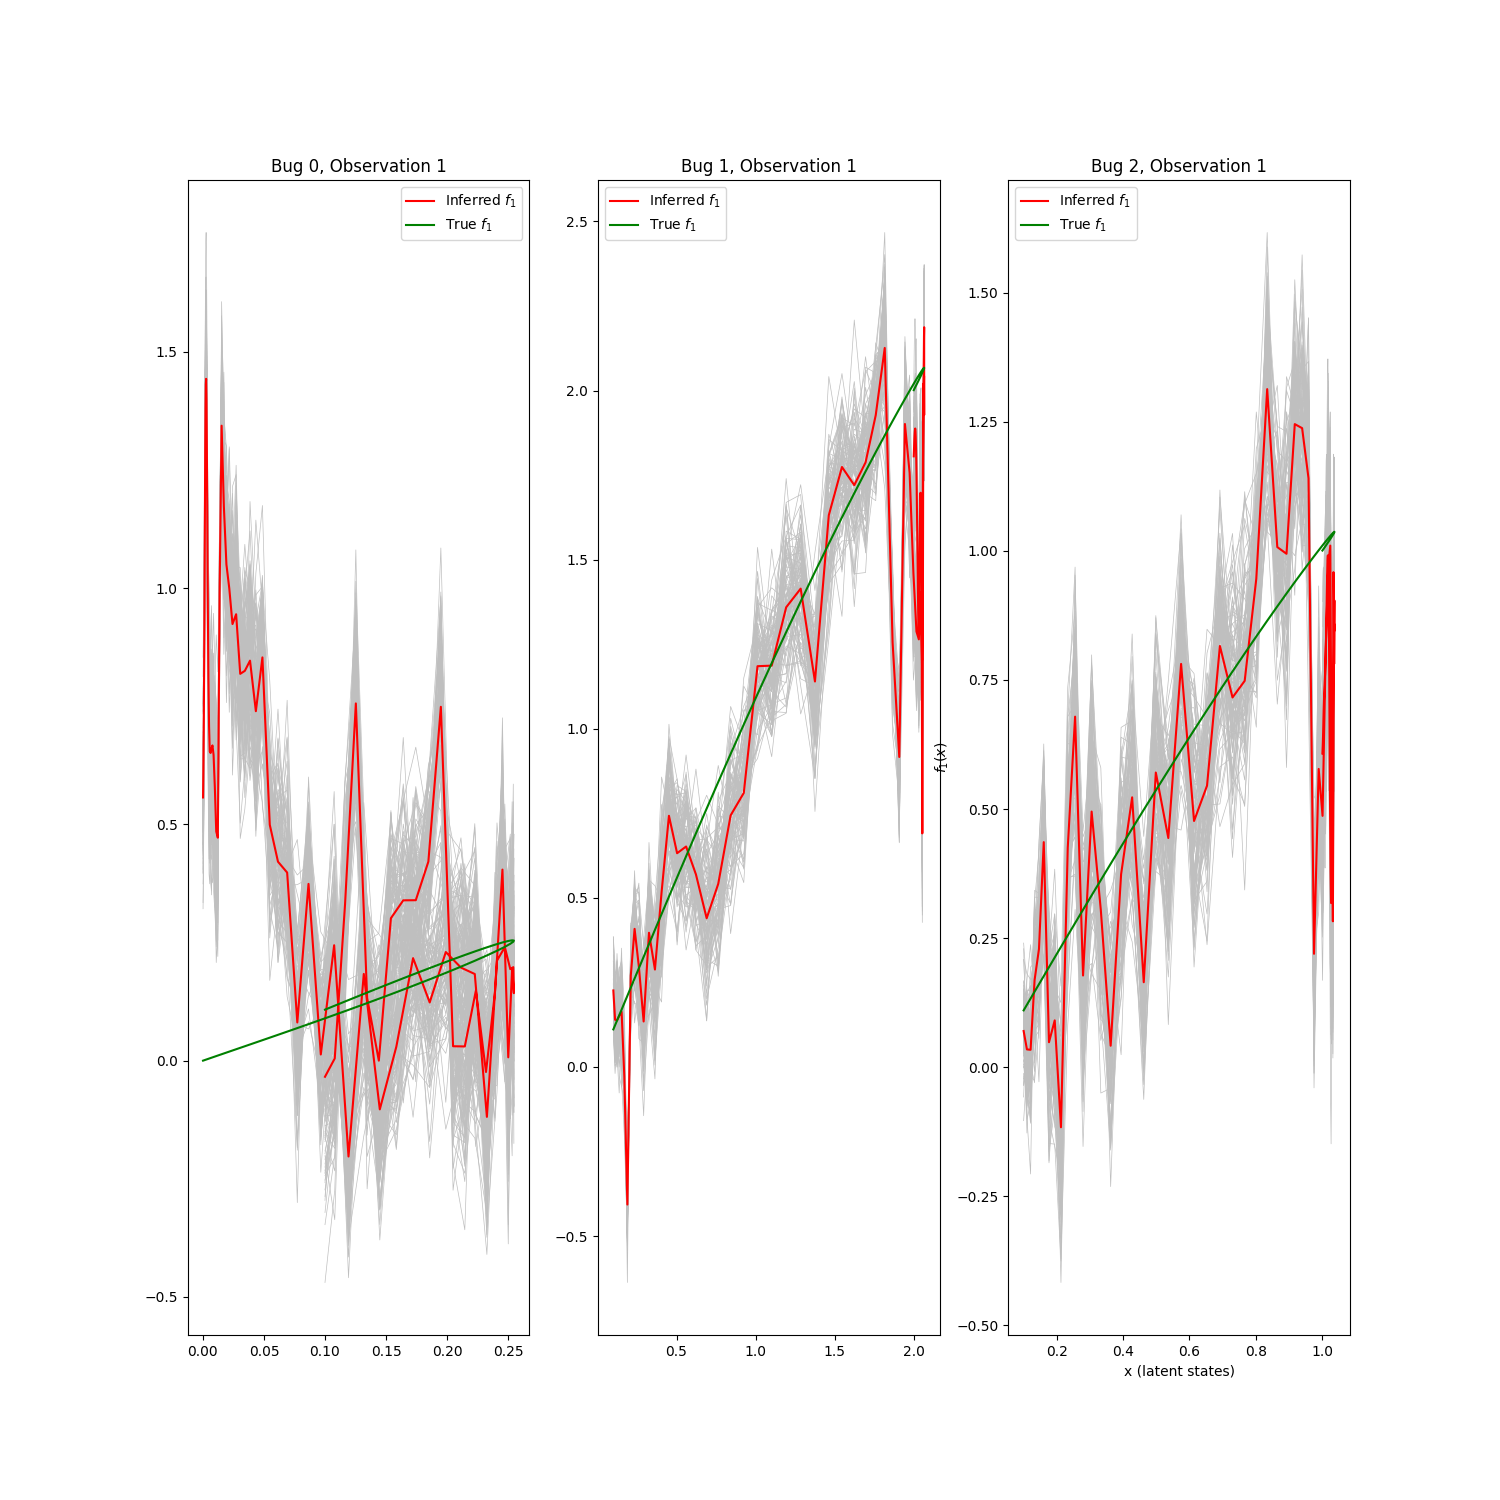 Bug 0, Observation 1
Inferred f₁
True f₁
1.5
1.0
0.5
0.0
−0.5
0.00 0.05 0.10 0.15 0.20 0.25
Bug 1, Observation 1
Inferred f₁
True f₁
2.5
2.0
1.5
1.0
0.5
0.0
−0.5
0.5 1.0 1.5 2.0
Bug 2, Observation 1
Inferred f₁
True f₁
f₁(x)
1.50
1.25
1.00
0.75
0.50
0.25
0.00
−0.25
−0.50
0.2 0.4 0.6 0.8 1.0
x (latent states)